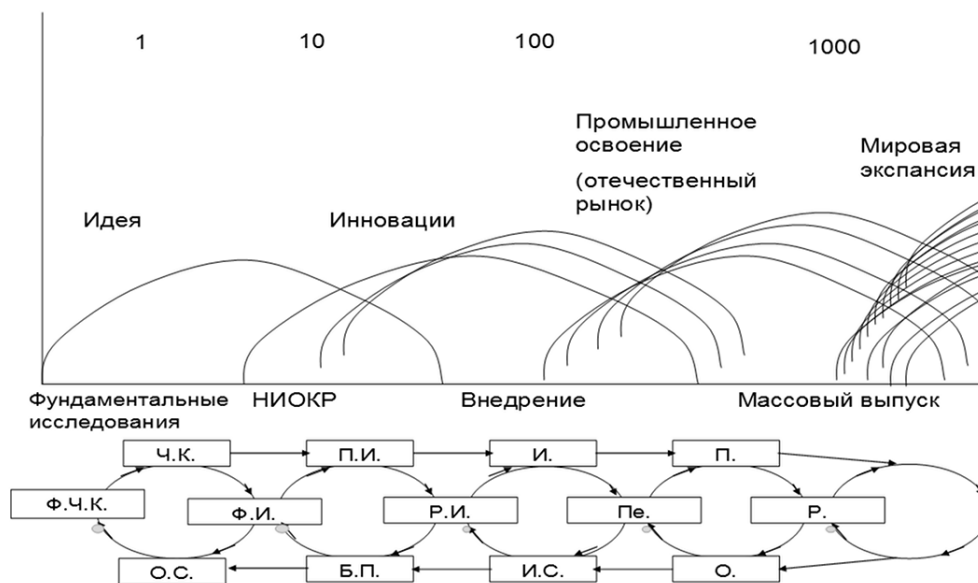 1 10 100 1000
Промышленное
освоение
(отечественный
рынок)
Мировая
экспансия
Идея
Инновации
Фундаментальные
исследования
НИОКР
Внедрение
Массовый выпуск
Ч.К.
П.И.
И.
П.
Ф.Ч.К.
Ф.И.
Р.И.
Пе.
Р.
О.С.
Б.П.
И.С.
О.